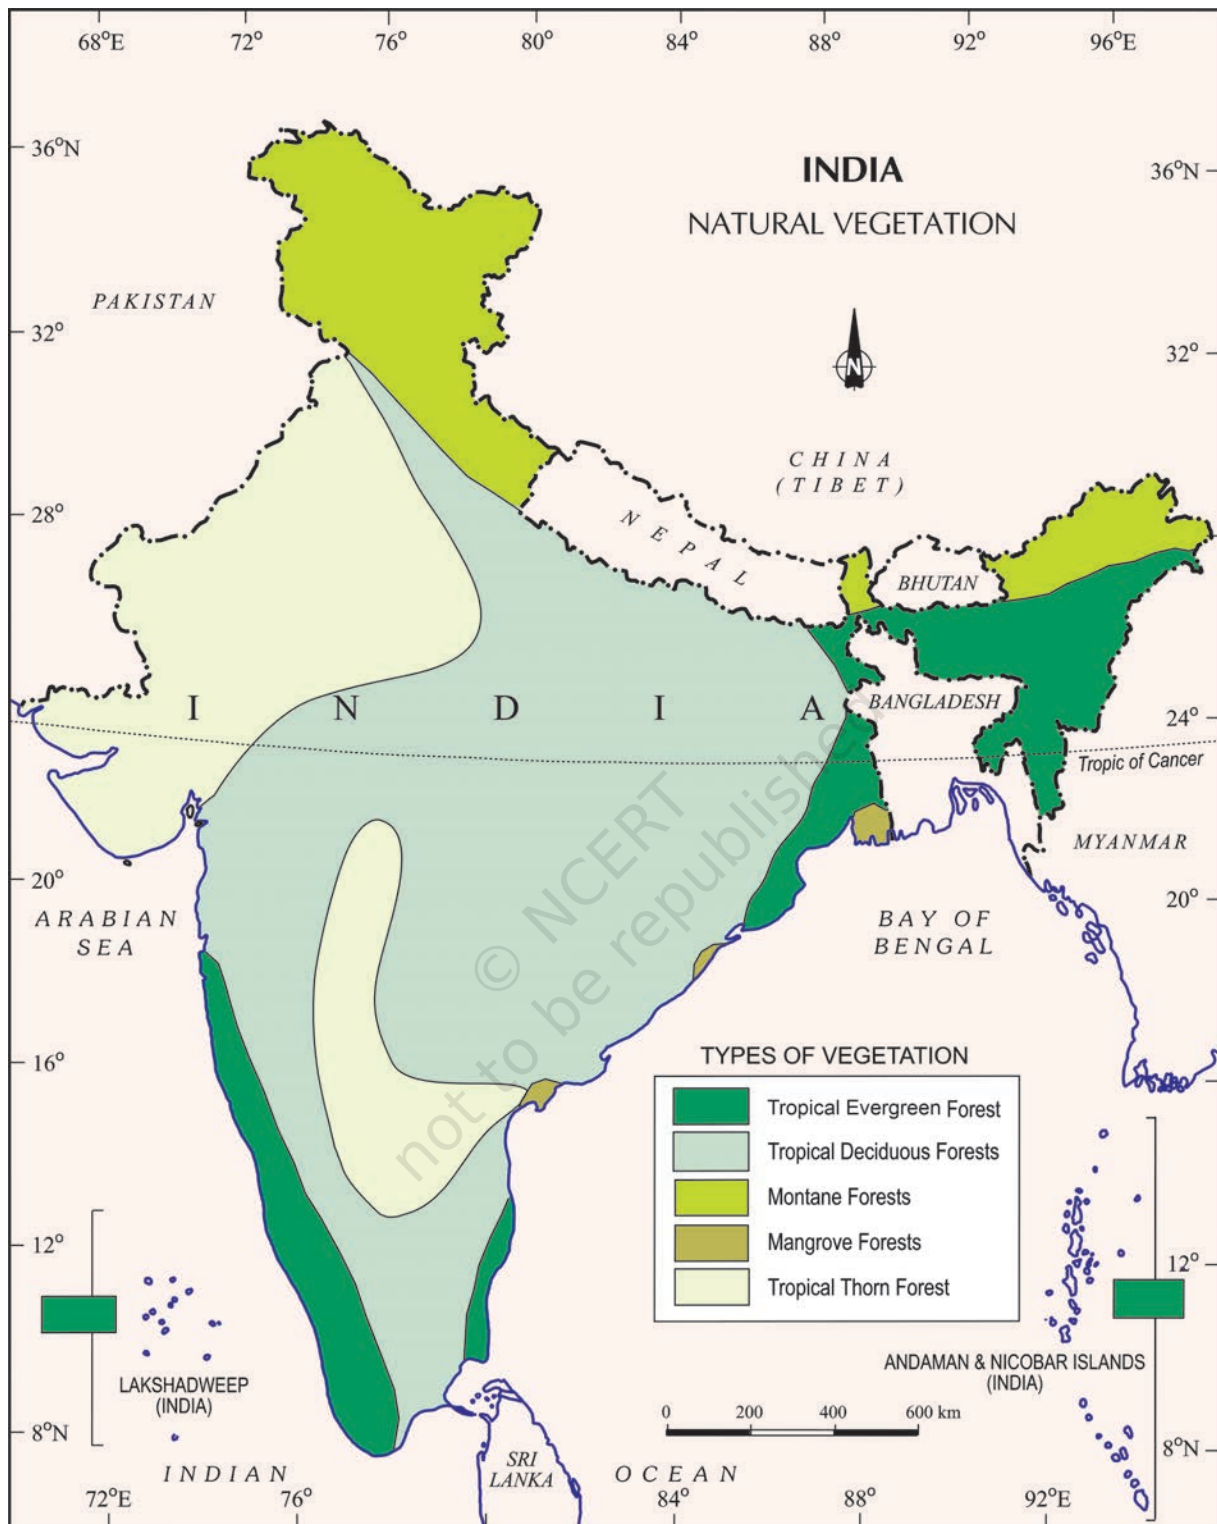 68°E 72° 76° 80° 84° 88° 92° 96°E
36°N
INDIA
36°N
NATURAL VEGETATION
PAKISTAN
32°
32°
N
CHINA
(TIBET)
28°
NEPAL
BHUTAN
INDIA
BANGLADESH
24°
Tropic of Cancer
MYANMAR
20°
20°
ARABIAN
SEA
BAY OF
BENGAL
© NCERT
not to be republished
16°
TYPES OF VEGETATION
Tropical Evergreen Forest
Tropical Deciduous Forests
Montane Forests
Mangrove Forests
Tropical Thorn Forest
12°
12°
LAKSHADWEEP
(INDIA)
ANDAMAN & NICOBAR ISLANDS
(INDIA)
0 200 400 600 km
8°N
8°N
SRI
LANKA
INDIAN OCEAN
72°E 76° 84° 88° 92°E